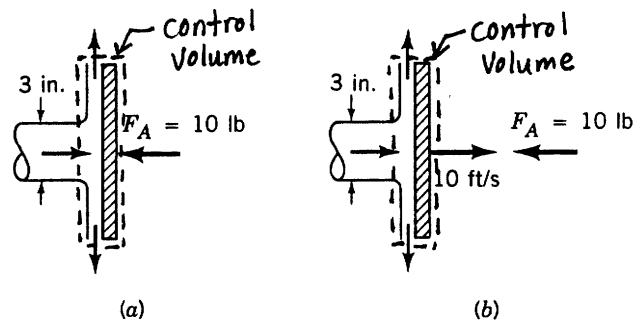 control
volume
3 in.
F_A = 10 lb
(a)
control
volume
3 in.
F_A = 10 lb
10 ft/s
(b)